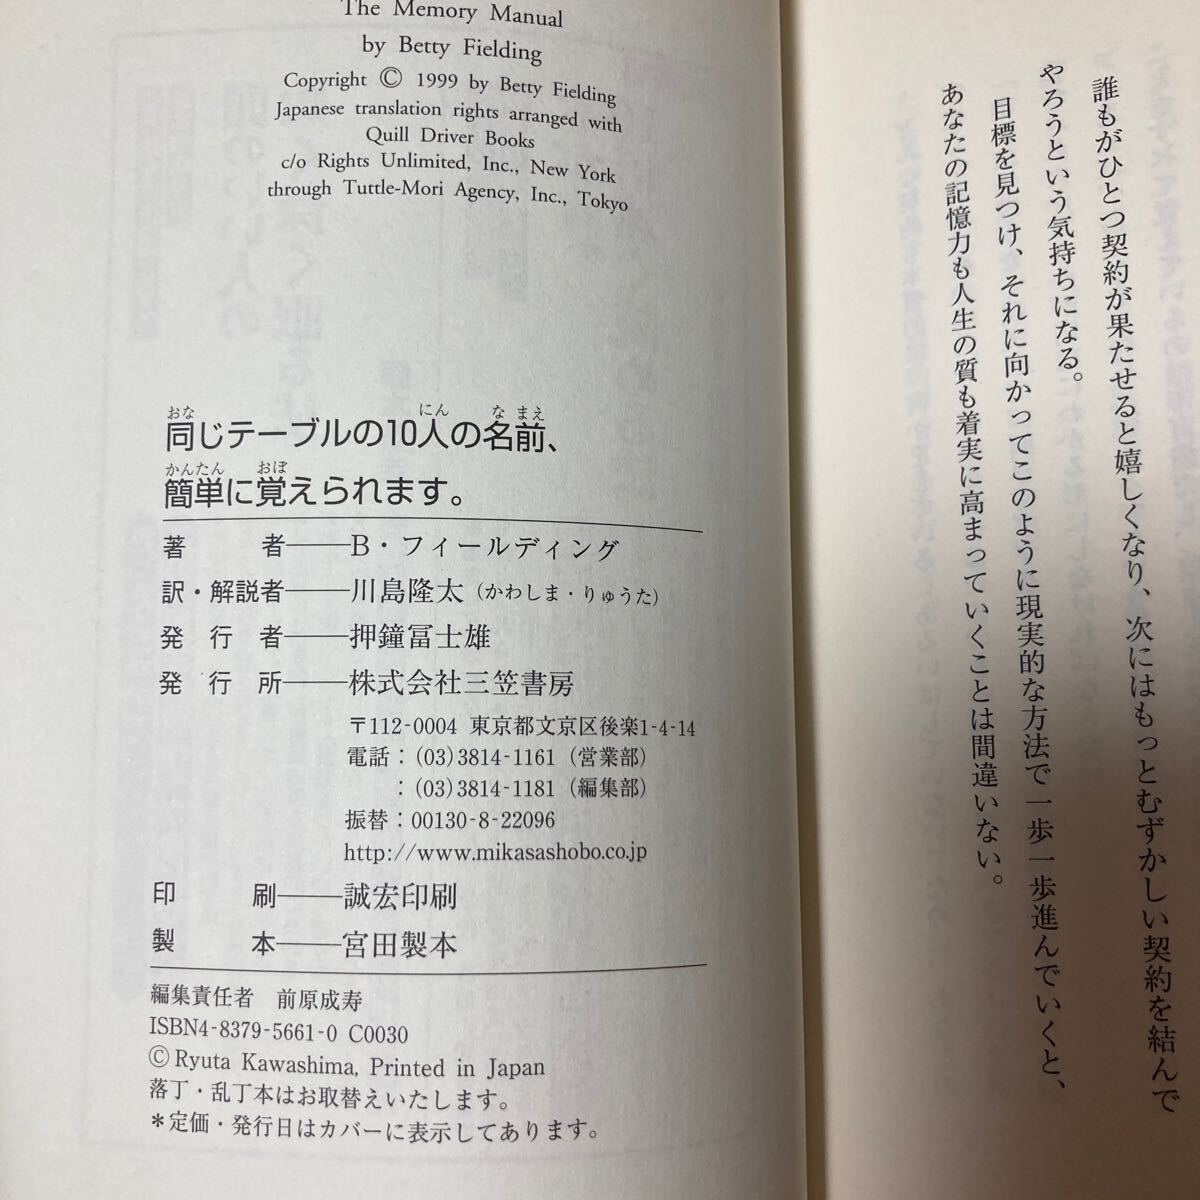 The Memory Manual
by Betty Fielding
Copyright © 1999 by Betty Fielding
Japanese translation rights arranged with
Quill Driver Books
c/o Rights Unlimited, Inc., New York
through Tuttle-Mori Agency, Inc., Tokyo
同じテーブルの10人の名前、
簡単に覚えられます。
著者――B・フィールディング
訳・解説者――川島隆太(かわしま・りゅうた)
発行者――押鐘冨士雄
発行所――株式会社三笠書房
〒112-0004 東京都文京区後楽1-4-14
電話:(03)3814-1161(営業部)
:(03)3814-1181(編集部)
振替:00130-8-22096
http://www.mikasashobo.co.jp
印刷――誠宏印刷
製本――宮田製本
編集責任者 前原成寿
ISBN4-8379-5661-0 C0030
© Ryuta Kawashima, Printed in Japan
落丁・乱丁本はお取替えいたします。
*定価・発行日はカバーに表示してあります。
誰もがひとつ契約が果たせると嬉しくなり、次にはもっとむずかしい契約を結んで
やろうという気持ちになる。
目標を見つけ、それに向かってこのように現実的な方法で一歩一歩進んでいくと、
あなたの記憶力も人生の質も着実に高まっていくことは間違いない。